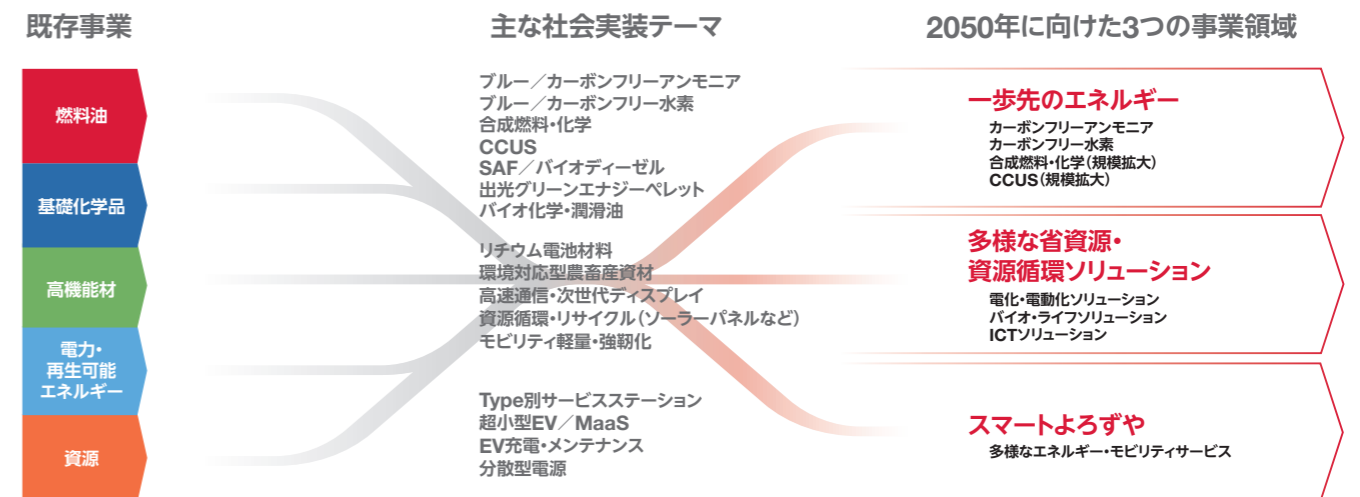 既存事業
主な社会実装テーマ
2050年に向けた3つの事業領域
燃料油
基礎化学品
高機能材
電力・
再生可能
エネルギー
資源
ブルー／カーボンフリーアンモニア
ブルー／カーボンフリー水素
合成燃料・化学
CCUS
SAF／バイオディーゼル
出光グリーンエナジーペレット
バイオ化学・潤滑油
リチウム電池材料
環境対応型農畜産資材
高速通信・次世代ディスプレイ
資源循環・リサイクル（ソーラーパネルなど）
モビリティ軽量・強靭化
Type別サービスステーション
超小型EV／MaaS
EV充電・メンテナンス
分散型電源
一歩先のエネルギー
カーボンフリーアンモニア
カーボンフリー水素
合成燃料・化学（規模拡大）
CCUS（規模拡大）
多様な省資源・
資源循環ソリューション
電化・電動化ソリューション
バイオ・ライフソリューション
ICTソリューション
スマートよろずや
多様なエネルギー・モビリティサービス